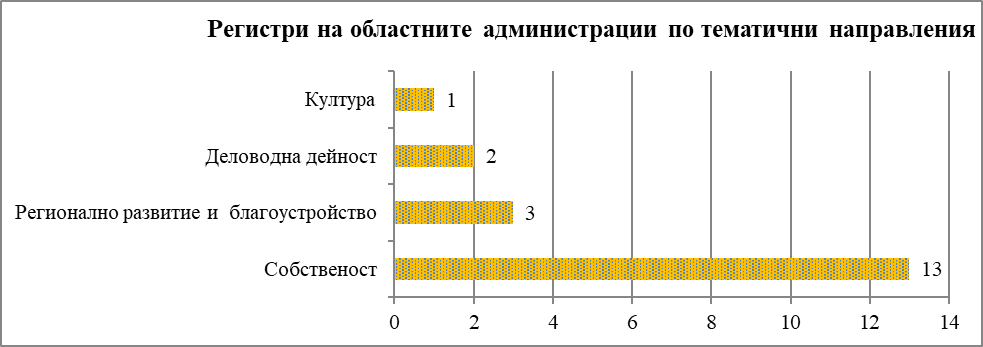 Регистри на областните администрации по тематични направления
Култура 1
Деловодна дейност 2
Регионално развитие и благоустройство 3
Собственост 13
0 2 4 6 8 10 12 14